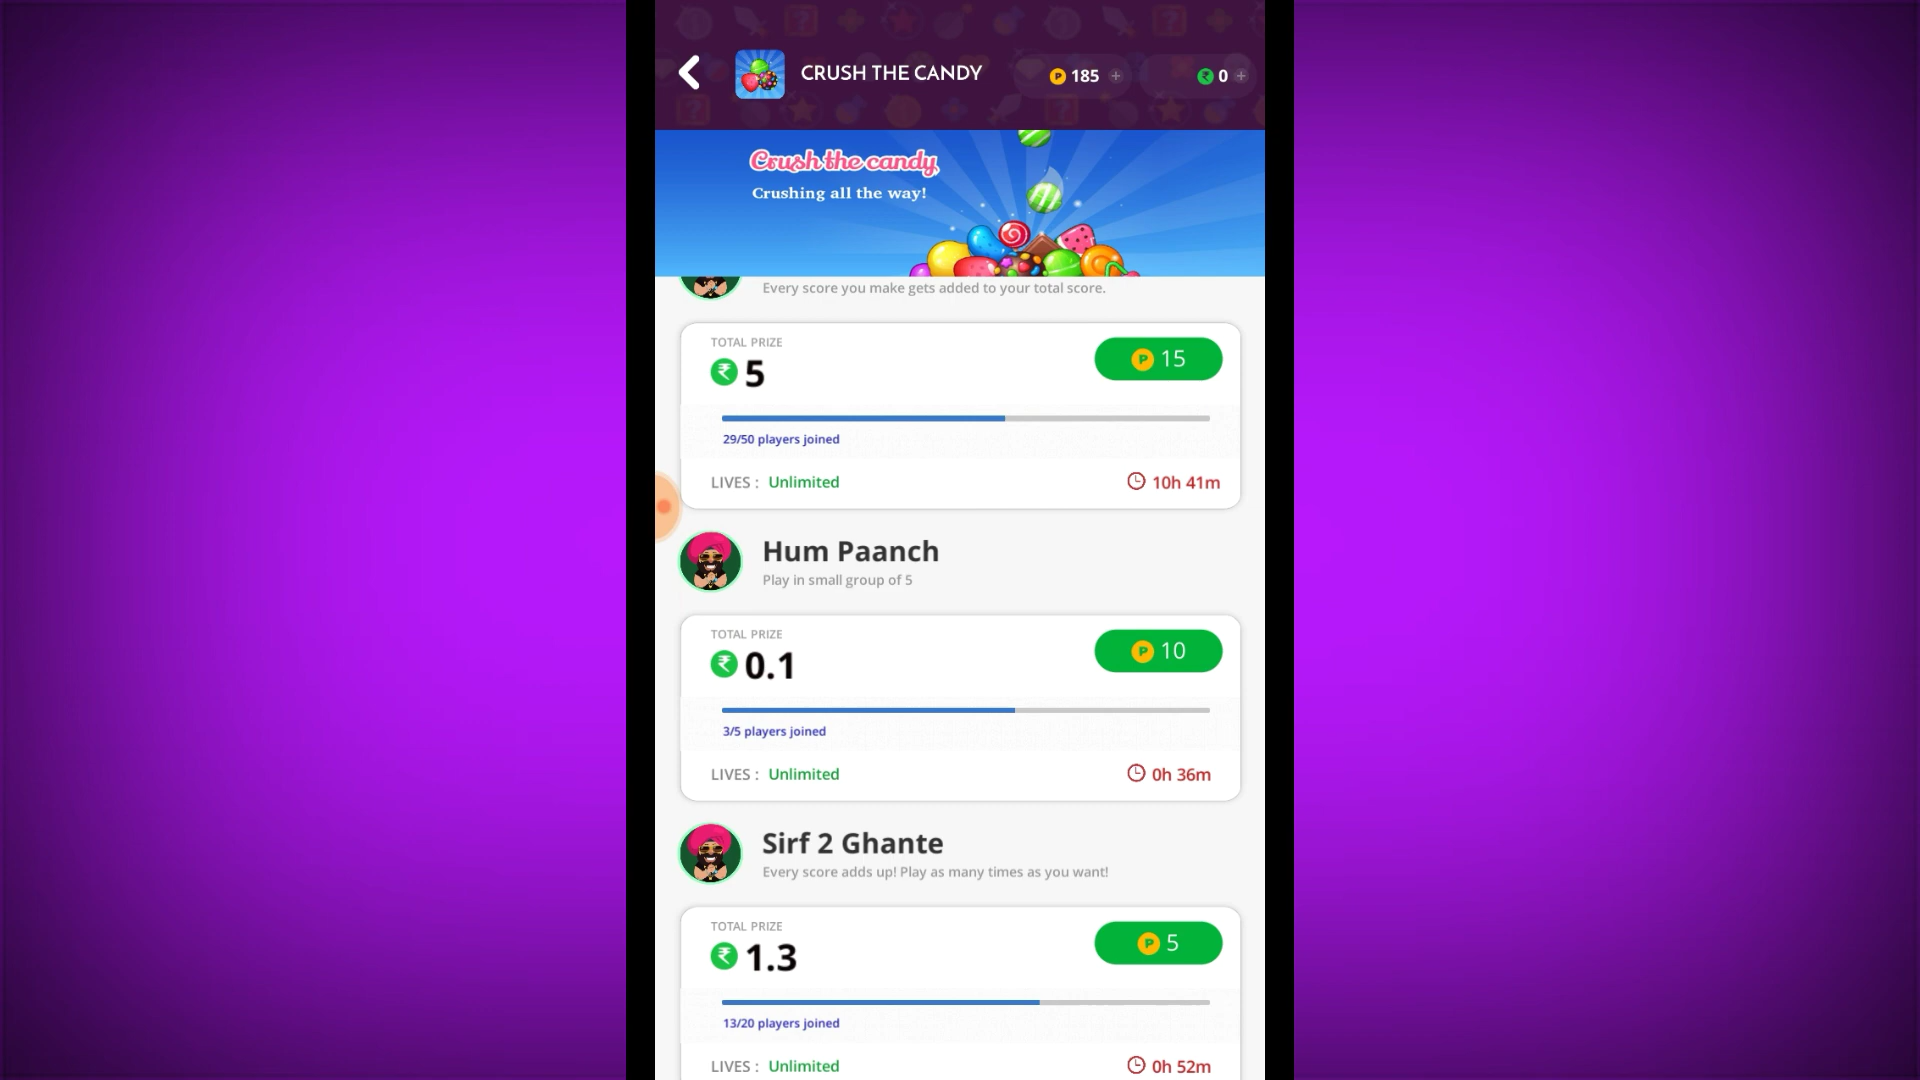 CRUSH THE CANDY
P 185 +
₹ 0 +
Crush the candy
Crushing all the way!
Every score you make gets added to your total score.
TOTAL PRIZE
₹ 5
P 15
29/50 players joined
LIVES : Unlimited
10h 41m
Hum Paanch
Play in small group of 5
TOTAL PRIZE
₹ 0.1
P 10
3/5 players joined
LIVES : Unlimited
0h 36m
Sirf 2 Ghante
Every score adds up! Play as many times as you want!
TOTAL PRIZE
₹ 1.3
P 5
13/20 players joined
LIVES : Unlimited
0h 52m